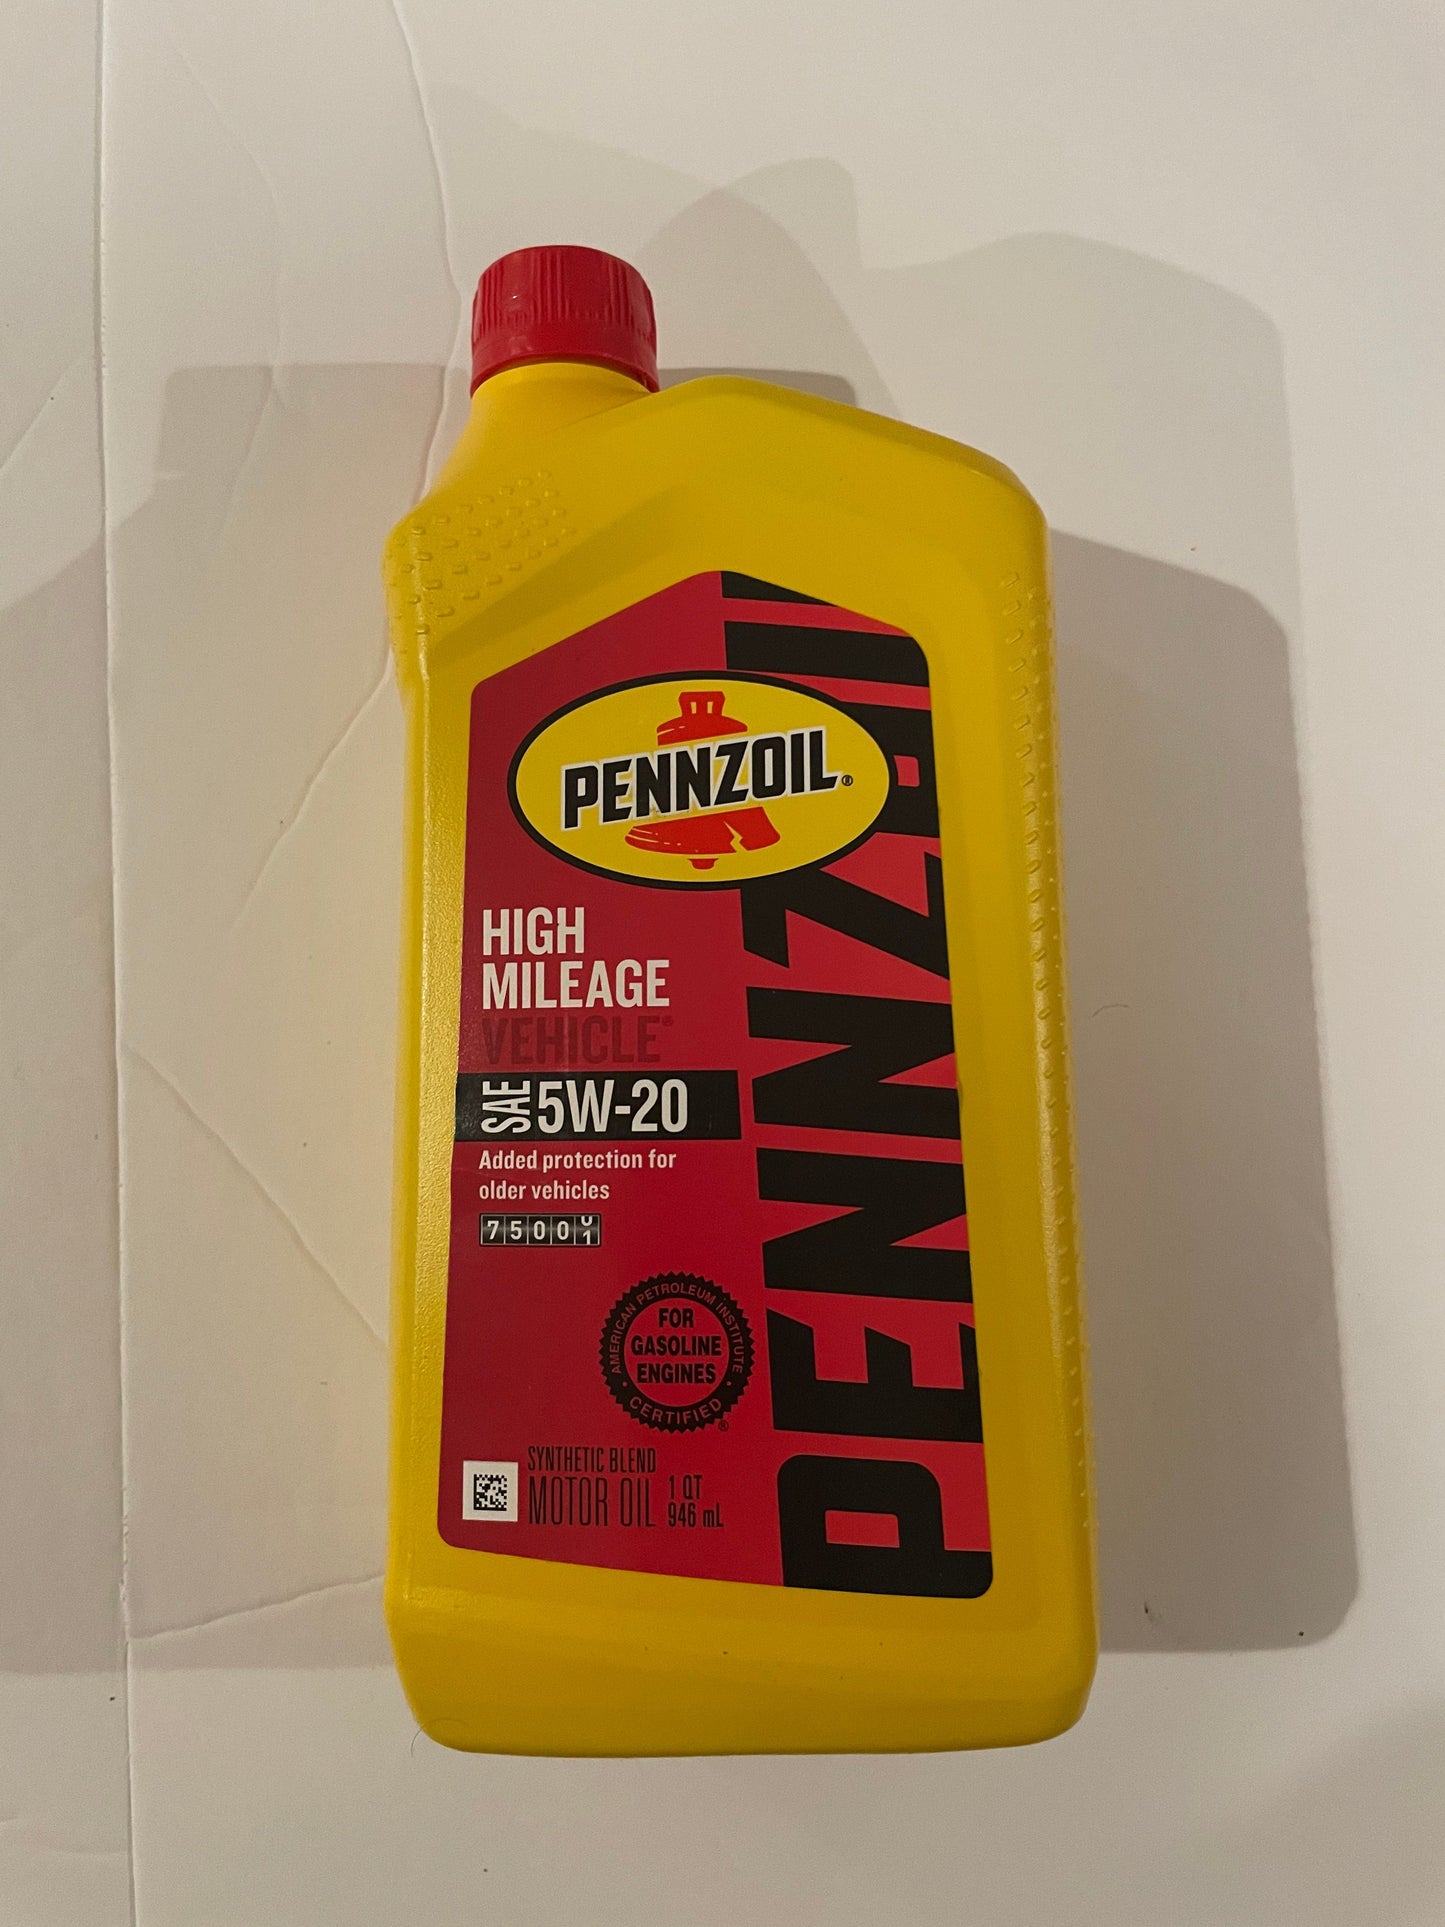 PENNZOIL®
HIGH
MILEAGE
VEHICLE®
SAE 5W-20
Added protection for
older vehicles
7500
AMERICAN PETROLEUM INSTITUTE
FOR
GASOLINE
ENGINES
CERTIFIED®
SYNTHETIC BLEND
MOTOR OIL
1 QT
946 mL
PENNZOIL